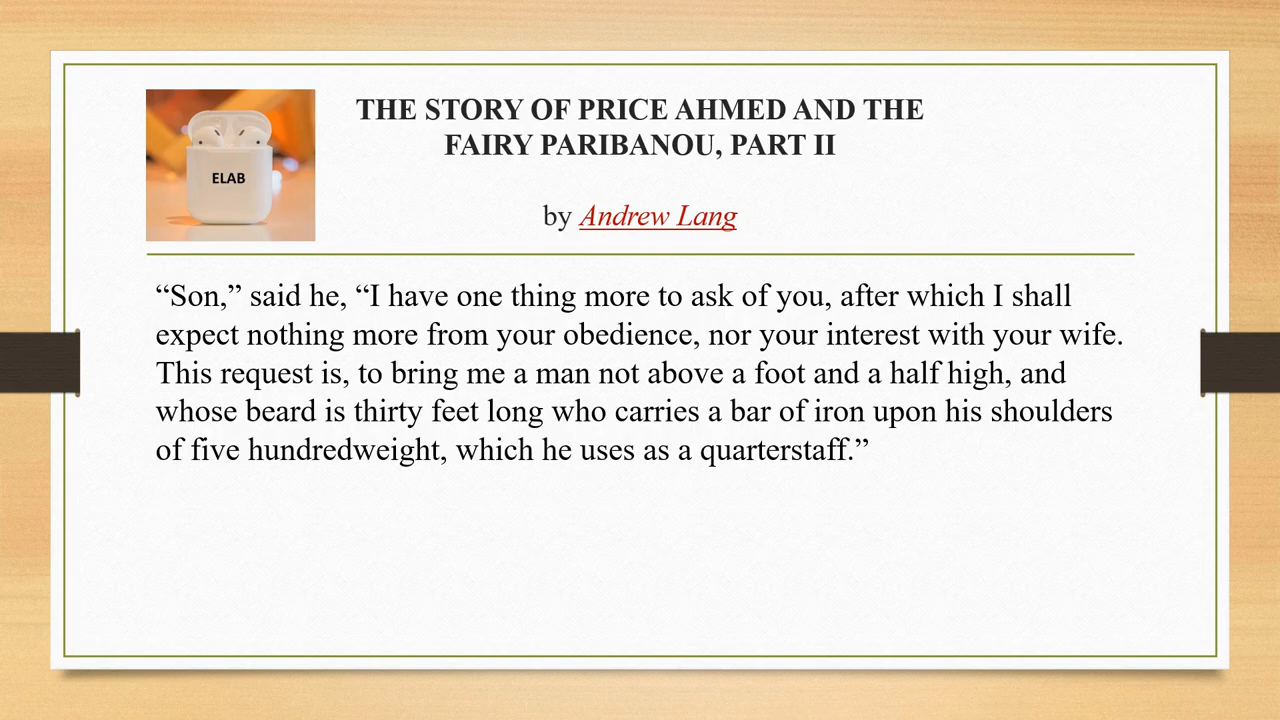 ELAB
THE STORY OF PRICE AHMED AND THE
FAIRY PARIBANOU, PART II
by Andrew Lang
“Son,” said he, “I have one thing more to ask of you, after which I shall
expect nothing more from your obedience, nor your interest with your wife.
This request is, to bring me a man not above a foot and a half high, and
whose beard is thirty feet long who carries a bar of iron upon his shoulders
of five hundredweight, which he uses as a quarterstaff.”